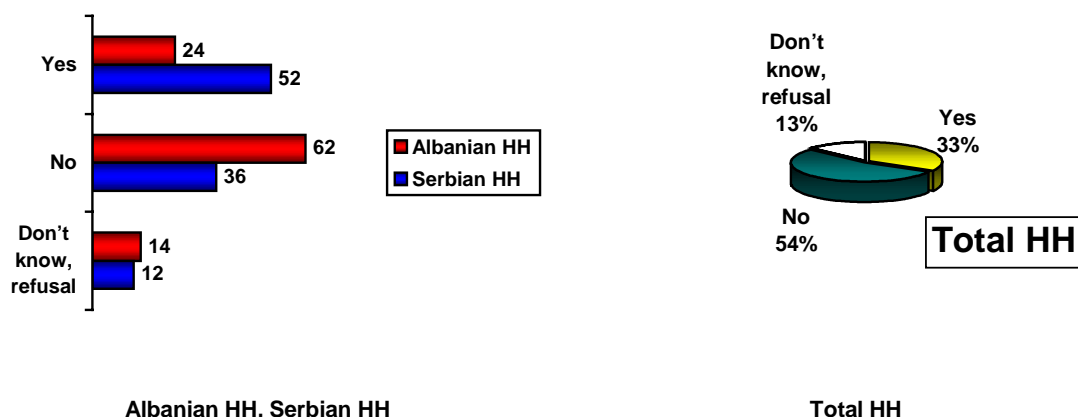 Yes
24
52
No
62
36
Don't
know,
refusal
14
12
Albanian HH
Serbian HH
Albanian HH, Serbian HH
Don't
know,
refusal
13%
Yes
33%
No
54%
Total HH
Total HH